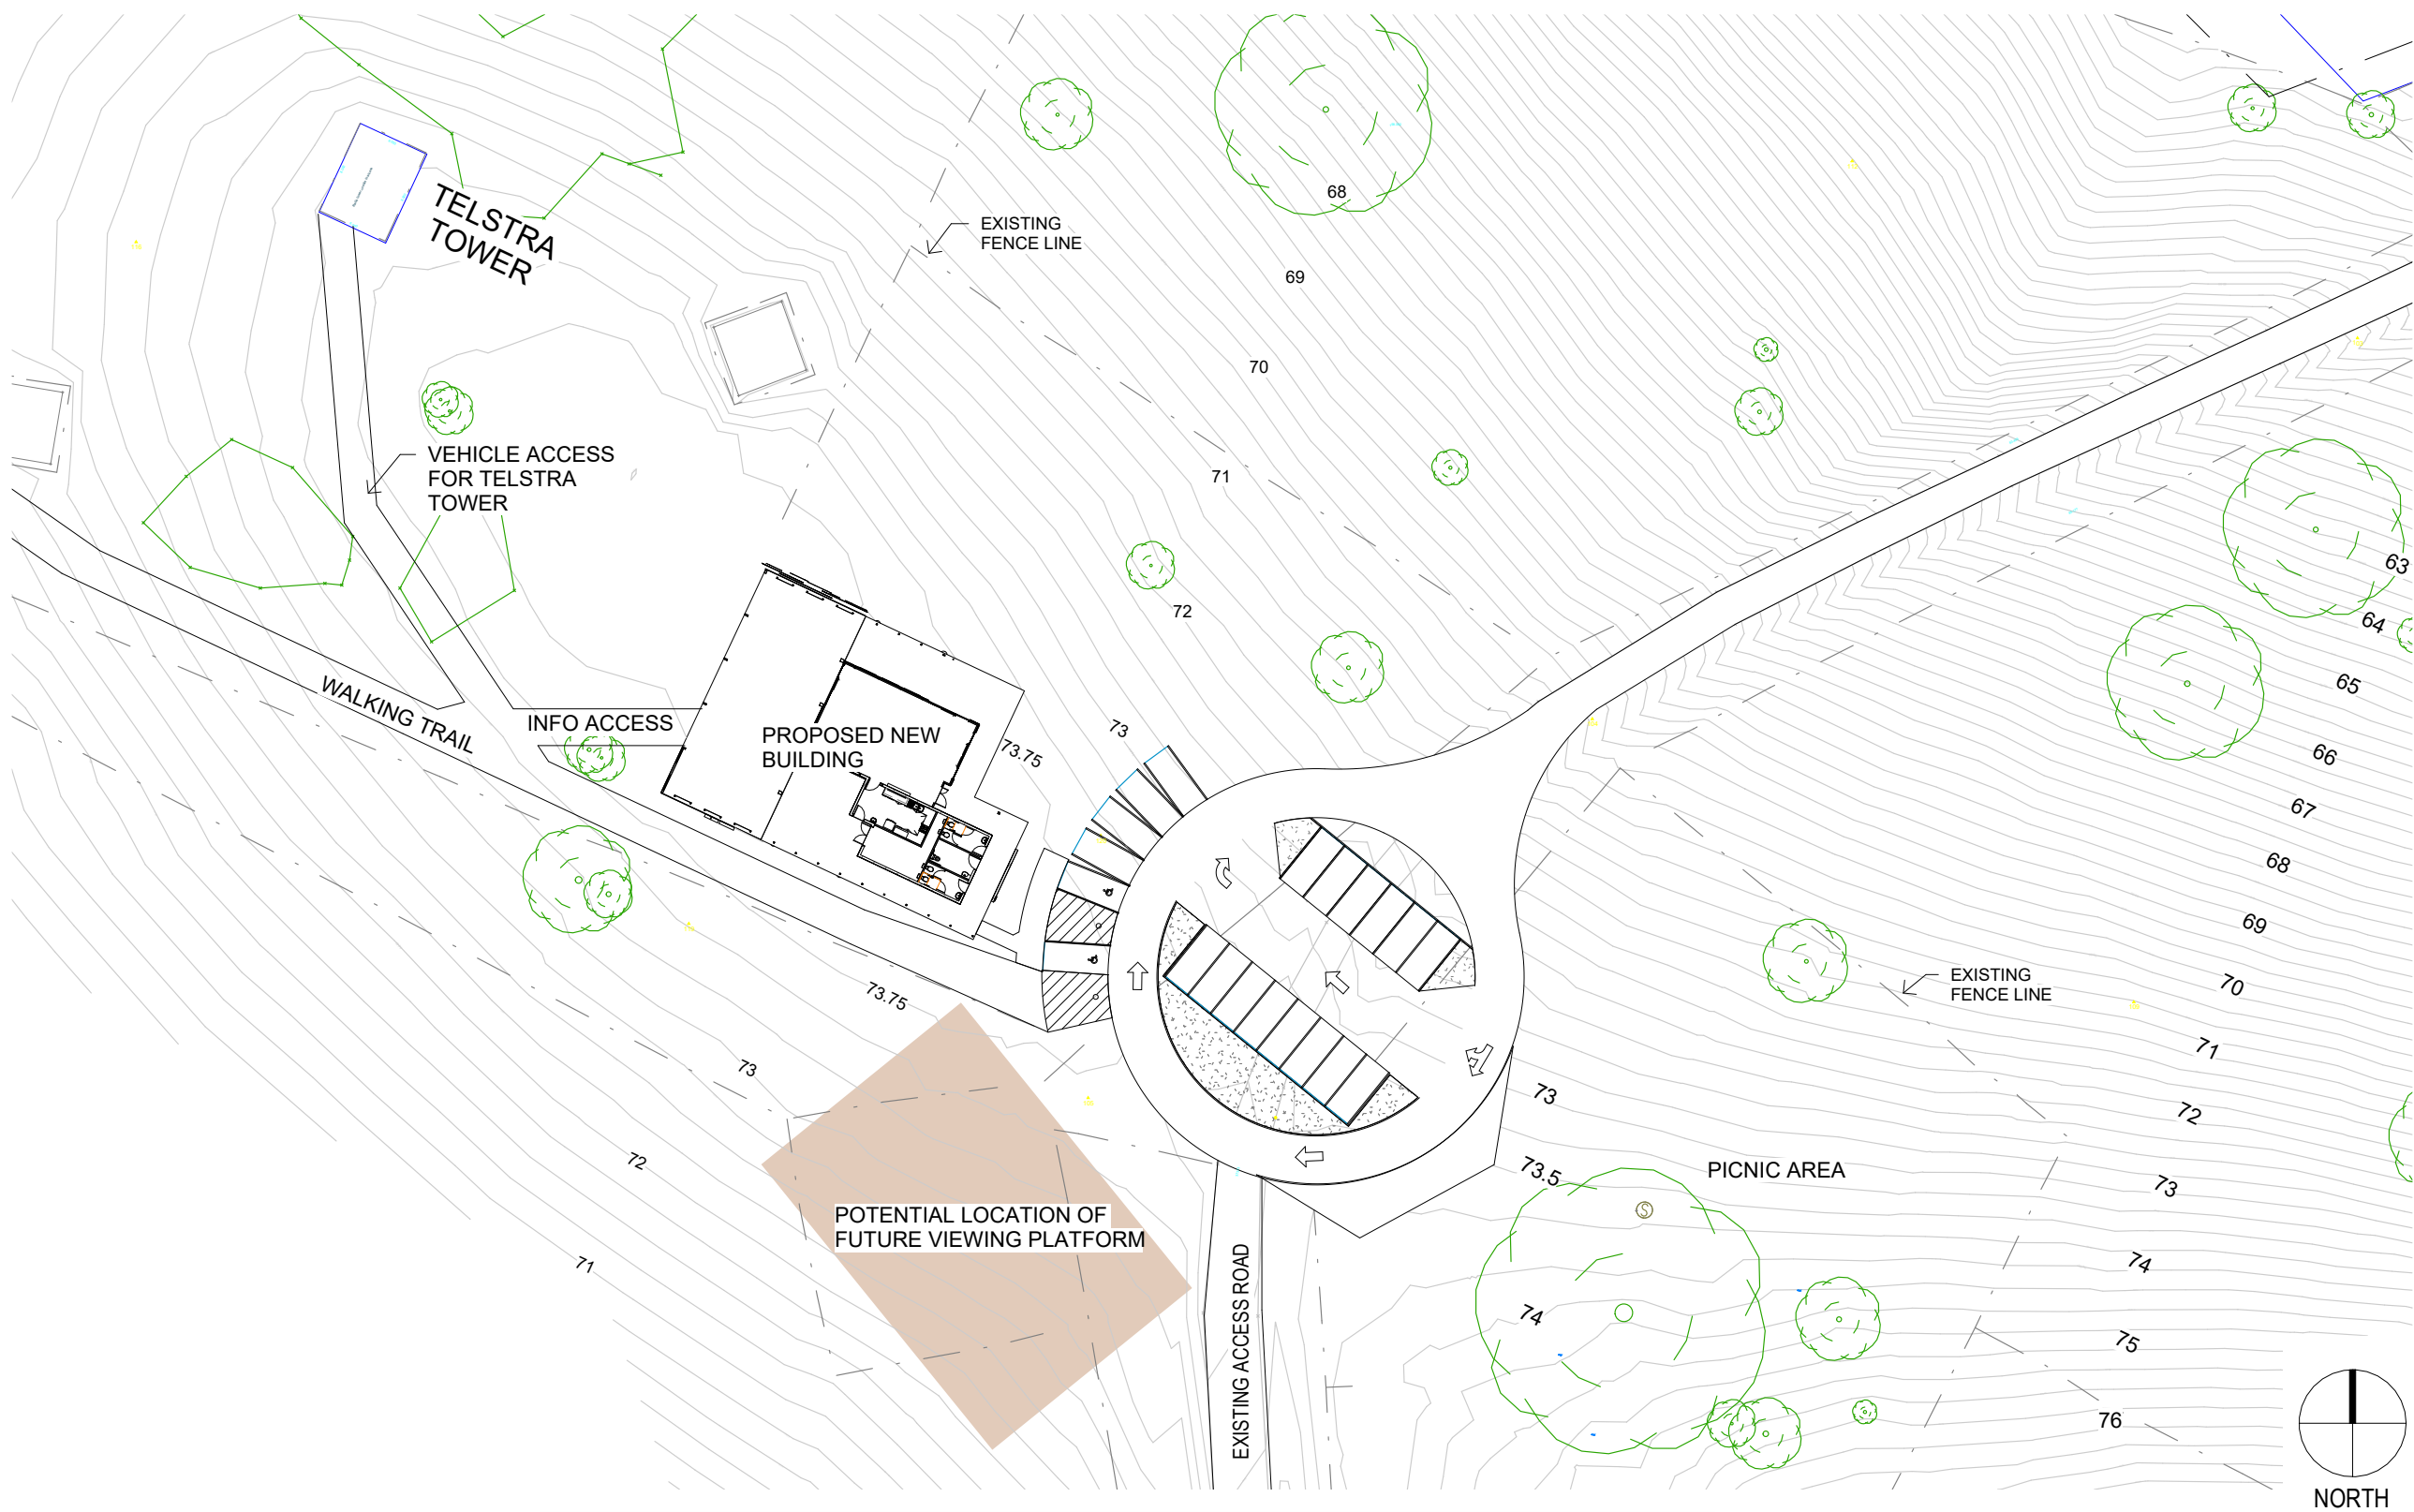 TELSTRA
TOWER
EXISTING
FENCE LINE
68
69
70
71
72
73
73.75
VEHICLE ACCESS
FOR TELSTRA
TOWER
WALKING TRAIL
INFO ACCESS
PROPOSED NEW
BUILDING
63
64
65
66
67
68
69
70
71
72
73
74
75
76
EXISTING
FENCE LINE
73.75
73
72
71
POTENTIAL LOCATION OF
FUTURE VIEWING PLATFORM
EXISTING ACCESS ROAD
73
73.5
74
PICNIC AREA
S
NORTH